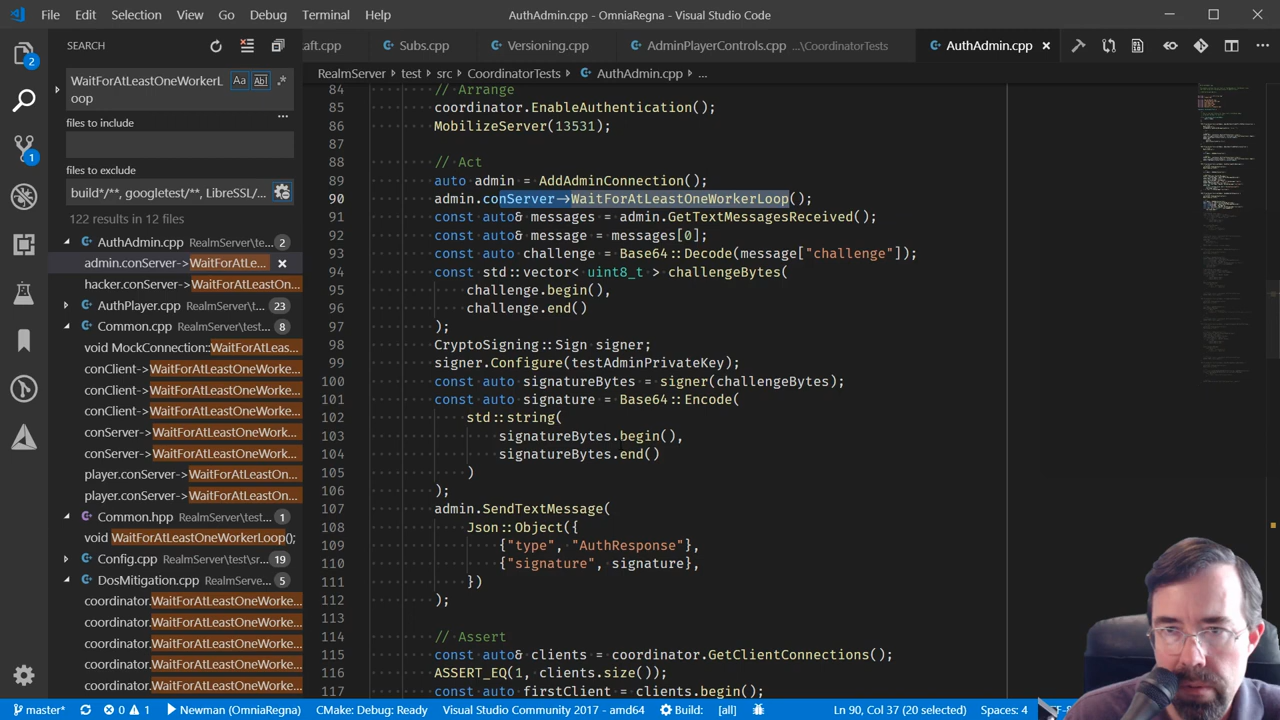 File Edit Selection View Go Debug Terminal Help AuthAdmin.cpp - OmniaRegna - Visual Studio Code
SEARCH
aft.cpp Subs.cpp Versioning.cpp AdminPlayerControls.cpp ...\CoordinatorTests AuthAdmin.cpp
WaitForAtLeastOneWorkerL
oop
files to include
files to exclude
build*/**, googletest/**, LibreSSL/...
122 results in 12 files
AuthAdmin.cpp RealmServer\te... 2
admin.conServer->WaitForAtLe...
hacker.conServer->WaitForAtLeastOn...
AuthPlayer.cpp RealmServer\t... 23
Common.cpp RealmServer\test... 8
void MockConnection::WaitForAtLeas...
conClient->WaitForAtLeastOneWorke...
conClient->WaitForAtLeastOneWorke...
conClient->WaitForAtLeastOneWorke...
conServer->WaitForAtLeastOneWork...
conServer->WaitForAtLeastOneWork...
player.conServer->WaitForAtLeastOn...
player.conServer->WaitForAtLeastOn...
Common.hpp RealmServer\test... 1
void WaitForAtLeastOneWorkerLoop();
Config.cpp RealmServer\test\sr... 19
DosMitigation.cpp RealmServe... 5
coordinator.WaitForAtLeastOneWorke...
coordinator.WaitForAtLeastOneWorke...
coordinator.WaitForAtLeastOneWorke...
coordinator.WaitForAtLeastOneWorke...
coordinator.WaitForAtLeastOneWorke...
RealmServer > test > src > CoordinatorTests > AuthAdmin.cpp > ...
84 // Arrange
85 coordinator.EnableAuthentication();
86 MobilizeServer(13531);
87
88 // Act
89 auto admin = AddAdminConnection();
90 admin.conServer->WaitForAtLeastOneWorkerLoop();
91 const auto& messages = admin.GetTextMessagesReceived();
92 const auto& message = messages[0];
93 const auto challenge = Base64::Decode(message["challenge"]);
94 const std::vector< uint8_t > challengeBytes(
95 challenge.begin(),
96 challenge.end()
97 );
98 CryptoSigning::Sign signer;
99 signer.Configure(testAdminPrivateKey);
100 const auto signatureBytes = signer(challengeBytes);
101 const auto signature = Base64::Encode(
102 std::string(
103 signatureBytes.begin(),
104 signatureBytes.end()
105 )
106 );
107 admin.SendTextMessage(
108 Json::Object({
109 {"type", "AuthResponse"},
110 {"signature", signature},
111 })
112 );
113
114 // Assert
115 const auto& clients = coordinator.GetClientConnections();
116 ASSERT_EQ(1, clients.size());
117 const auto firstClient = clients.begin();
master* 0 1 Newman (OmniaRegna) CMake: Debug: Ready Visual Studio Community 2017 - amd64 Build: [all] Ln 90, Col 37 (20 selected) Spaces: 4